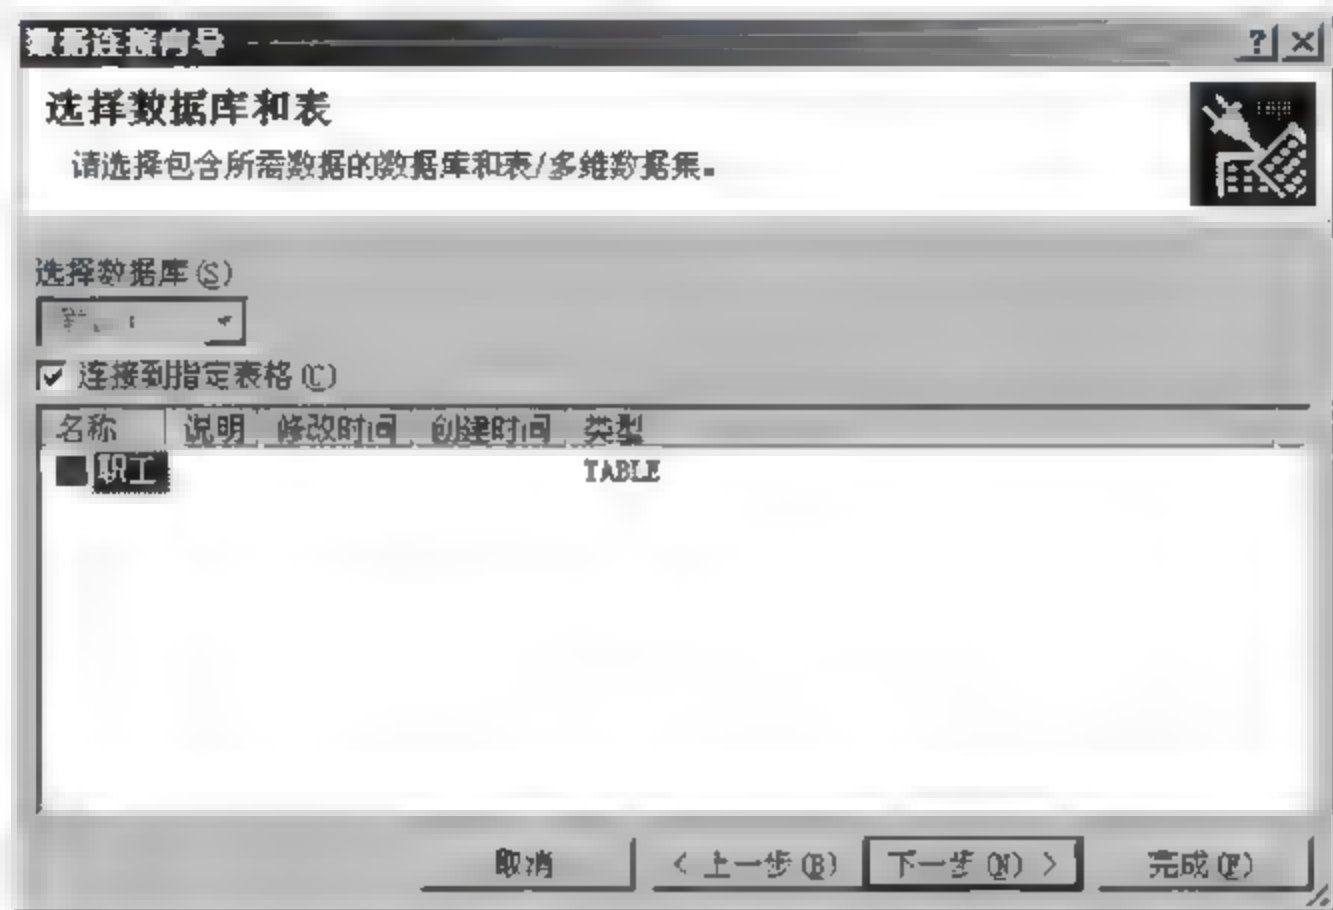 数据连接向导
选择数据库和表
请选择包含所需数据的数据库和表/多维数据集。
选择数据库(S)
连接到指定表格(C)
名称 说明 修改时间 创建时间 类型
职工 TABLE
取消 < 上一步(B) 下一步(N) > 完成(F)